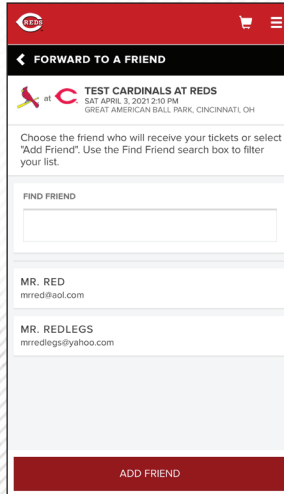 REDS
FORWARD TO A FRIEND
at
TEST CARDINALS AT REDS
SAT APRIL 3, 2021 2:10 PM
GREAT AMERICAN BALL PARK, CINCINNATI, OH
Choose the friend who will receive your tickets or select
"Add Friend". Use the Find Friend search box to filter
your list.
FIND FRIEND
MR. RED
mrred@aol.com
MR. REDLEGS
mrredlegs@yahoo.com
ADD FRIEND